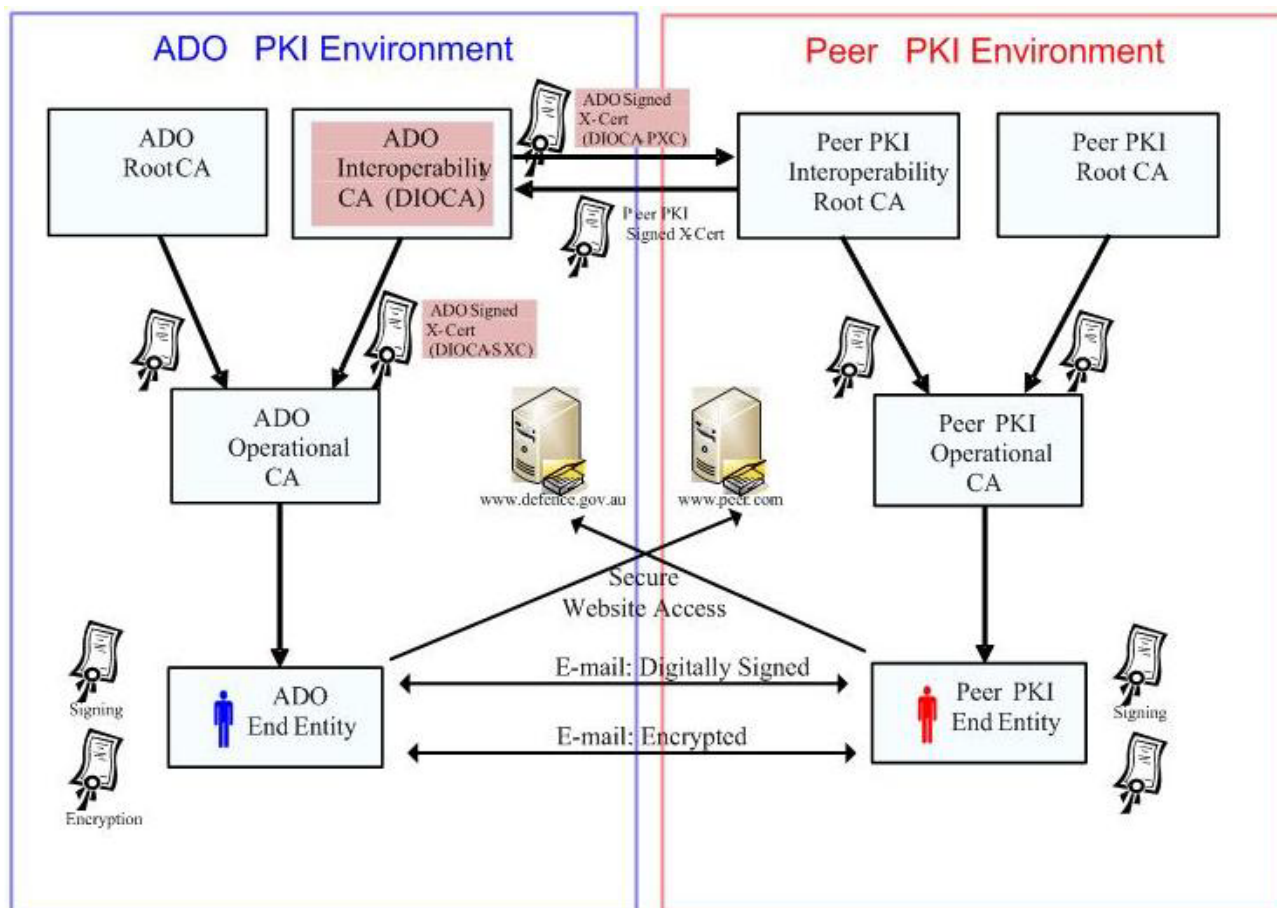 ADO PKI Environment
Peer PKI Environment
ADO
Root CA
ADO
Interoperability
CA (DIOCA)
ADO Signed
X-Cert
(DIOCA-PXC)
Peer PKI
Signed X-Cert
Peer PKI
Interoperability
Root CA
Peer PKI
Root CA
ADO Signed
X-Cert
(DIOCA-SXC)
ADO
Operational
CA
www.defence.gov.au
www.peer.com
Peer PKI
Operational
CA
Secure
Website Access
E-mail: Digitally Signed
E-mail: Encrypted
Signing
ADO
End Entity
Encryption
Peer PKI
End Entity
Signing